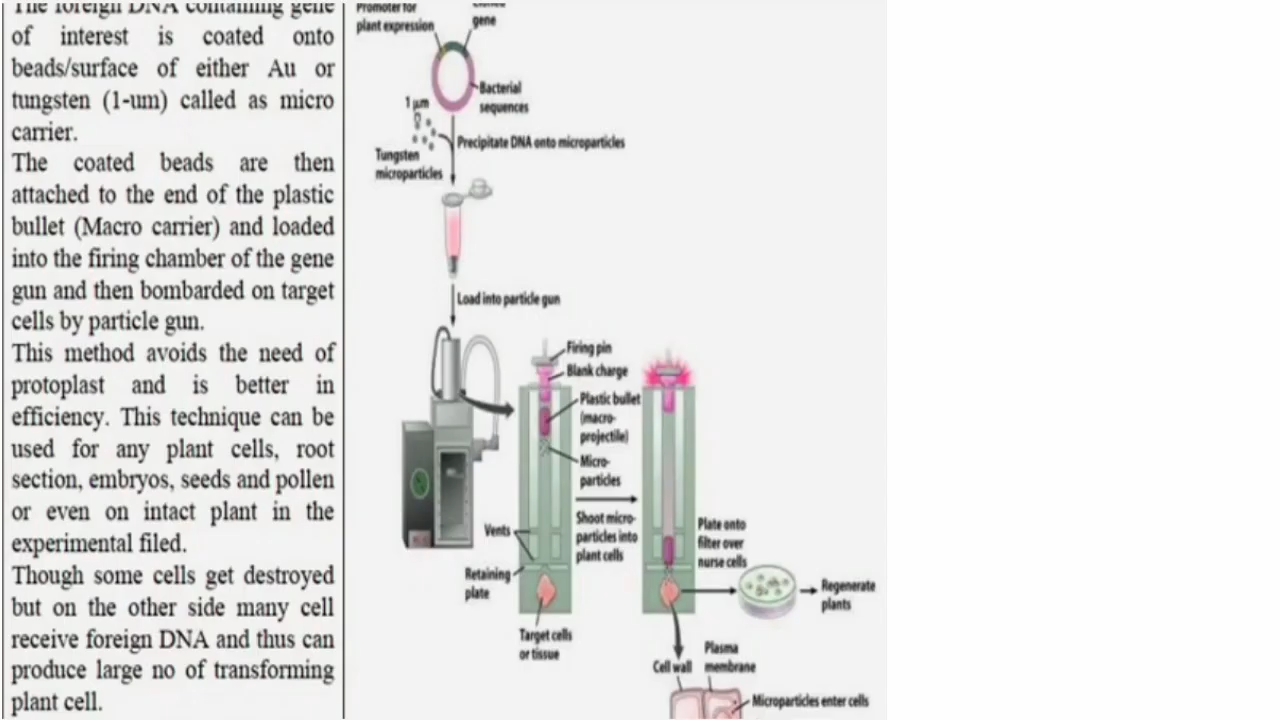 The foreign DNA containing gene
of interest is coated onto
beads/surface of either Au or
tungsten (1-um) called as micro
carrier.
The coated beads are then
attached to the end of the plastic
bullet (Macro carrier) and loaded
into the firing chamber of the gene
gun and then bombarded on target
cells by particle gun.
This method avoids the need of
protoplast and is better in
efficiency. This technique can be
used for any plant cells, root
section, embryos, seeds and pollen
or even on intact plant in the
experimental filed.
Though some cells get destroyed
but on the other side many cell
receive foreign DNA and thus can
produce large no of transforming
plant cell.
Promoter for
plant expression
gene
Bacterial
sequences
1 µm
Precipitate DNA onto microparticles
Tungsten
microparticles
Load into particle gun
Firing pin
Blank charge
Plastic bullet
(macro-
projectile)
Micro-
particles
Shoot micro-
particles into
plant cells
Vents
Retaining
plate
Target cells
or tissue
Plate onto
filter over
nurse cells
Regenerate
plants
Cell wall
Plasma
membrane
Microparticles enter cells